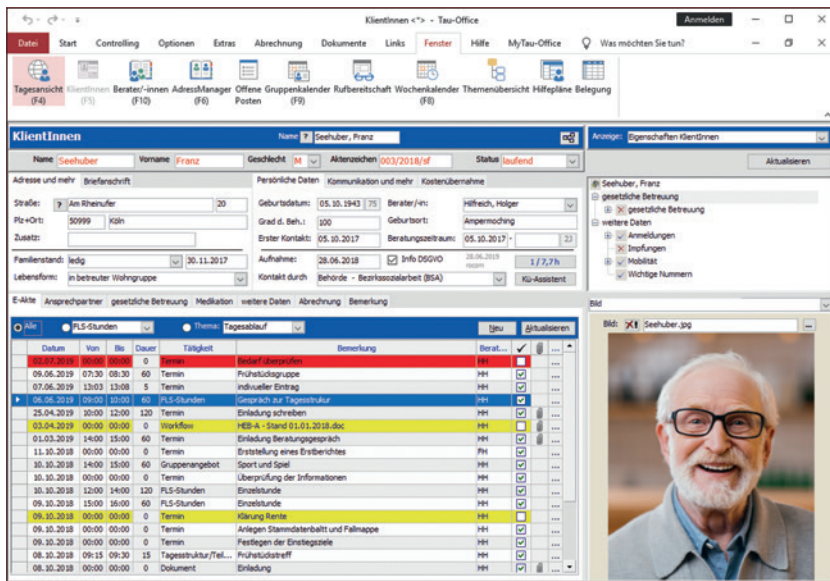 KlientInnen <*> - Tau-Office
Anmelden
Datei Start Controlling Optionen Extras Abrechnung Dokumente Links Fenster Hilfe MyTau-Office Was möchten Sie tun?
Tagesansicht KlientInnen Berater/-innen AdressManager Offene Gruppenkalender Rufbereitschaft Wochenkalender Themenübersicht Hilfepläne Belegung
(F4) (F5) (F10) (F6) Posten (F9) (F8)
KlientInnen Name ? Seehuber, Franz
Anzeige: Eigenschaften KlientInnen
Name Seehuber Vorname Franz Geschlecht M Aktenzeichen 003/2018/sf Status laufend
Aktualisieren
Adresse und mehr Briefanschrift
Persönliche Daten Kommunikation und mehr Kostenübernahme
Straße: ? Am Rheinufer 20
Plz+Ort: 50999 Köln
Zusatz:
Familienstand: ledig 30.11.2017
Lebensform: in betreuter Wohngruppe
Geburtsdatum: 05.10.1943 75 Berater/-in: Hilfreich, Holger
Grad d. Beh.: 100 Geburtsort: Ampermoching
Erster Kontakt: 05.10.2017 Beratungszeitraum: 05.10.2017 - 23
Aufnahme: 28.06.2018 Info DSGVO 28.06.2019 1 / 7,7 h
Kontakt durch Behörde - Bezirkssozialarbeit (BSA) Kü-Assistent
Seehuber, Franz
gesetzliche Betreuung
gesetzliche Betreuung
weitere Daten
Anmeldungen
Impfungen
Mobilität
Wichtige Nummern
E-Akte Ansprechpartner gesetzliche Betreuung Medikation weitere Daten Abrechnung Bemerkung
Alle FLS-Stunden Thema: Tagesablauf Neu Aktualisieren
Datum Von Bis Dauer Tätigkeit Bemerkung Berat... ...
02.07.2019 00:00 00:00 0 Termin Bedarf überprüfen HH ...
09.06.2019 07:30 08:30 60 Termin Frühstücksgruppe HH ...
07.06.2019 13:03 13:08 5 Termin indivueller Eintrag HH ...
06.06.2019 09:00 10:00 60 FLS-Stunden Gespräch zur Tagesstrukur HH ...
25.04.2019 10:00 12:00 120 Termin Einladung schreiben HH ...
03.04.2019 00:00 00:00 0 Workflow HEB-A - Stand 01.01.2018.doc HH ...
01.03.2019 14:00 15:00 60 Termin Einladung Beratungsgespräch HH ...
11.10.2018 00:00 00:00 0 Termin Erststellung eines Erstberichtes FH ...
10.10.2018 14:00 15:00 60 Gruppenangebot Sport und Spiel HH ...
10.10.2018 00:00 00:00 0 Termin Überprüfung der Informationen HH ...
10.10.2018 12:00 14:00 120 FLS-Stunden Einzelstunde HH ...
09.10.2018 15:00 16:00 60 FLS-Stunden Einzelstunde HH ...
09.10.2018 00:00 00:00 0 Termin Klärung Rente HH ...
09.10.2018 00:00 00:00 0 Termin Anlegen Stammdatenbaltt und Fallmappe HH ...
09.10.2018 00:00 00:00 0 Termin Festlegen der Einstiegsziele HH ...
08.10.2018 09:15 09:30 15 Tagesstruktur/Teil... Frühstückstreff HH ...
08.10.2018 00:00 00:00 0 Dokument Einladung HH ...
Bild
Bild: Seehuber.jpg ...